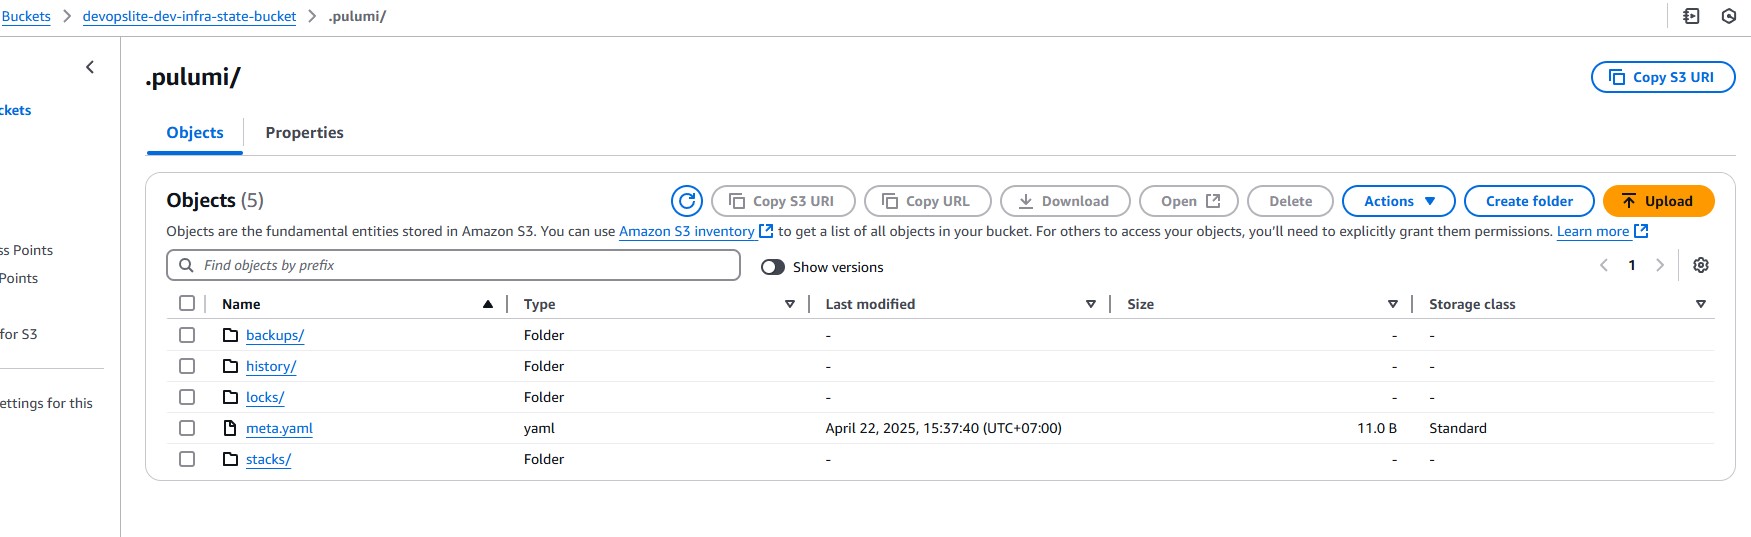 Buckets > devopslite-dev-infra-state-bucket > .pulumi/
.pulumi/
Copy S3 URI
ckets
Objects
Properties
Objects (5)
Copy S3 URI
Copy URL
Download
Open
Delete
Actions
Create folder
Upload
Objects are the fundamental entities stored in Amazon S3. You can use Amazon S3 inventory to get a list of all objects in your bucket. For others to access your objects, you'll need to explicitly grant them permissions. Learn more
ss Points
Find objects by prefix
Show versions
1
Points
Name Type Last modified Size Storage class
for S3
backups/ Folder - - -
history/ Folder - - -
locks/ Folder - - -
ettings for this
meta.yaml yaml April 22, 2025, 15:37:40 (UTC+07:00) 11.0 B Standard
stacks/ Folder - - -